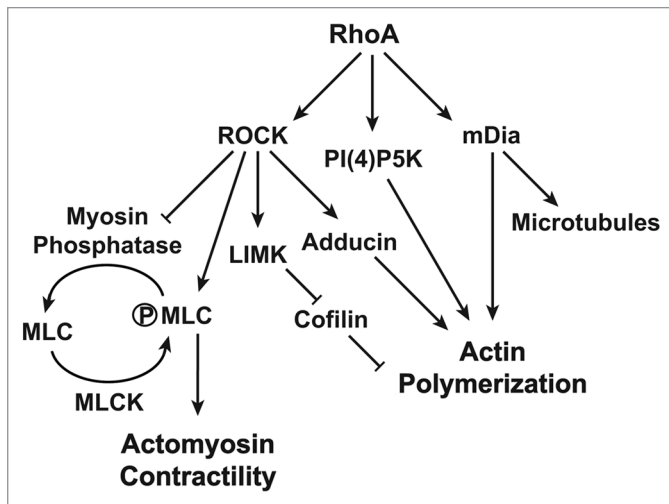 RhoA
ROCK
PI(4)P5K
mDia
Myosin
Phosphatase
LIMK
Adducin
Microtubules
MLC
P MLC
Cofilin
MLCK
Actin
Polymerization
Actomyosin
Contractility